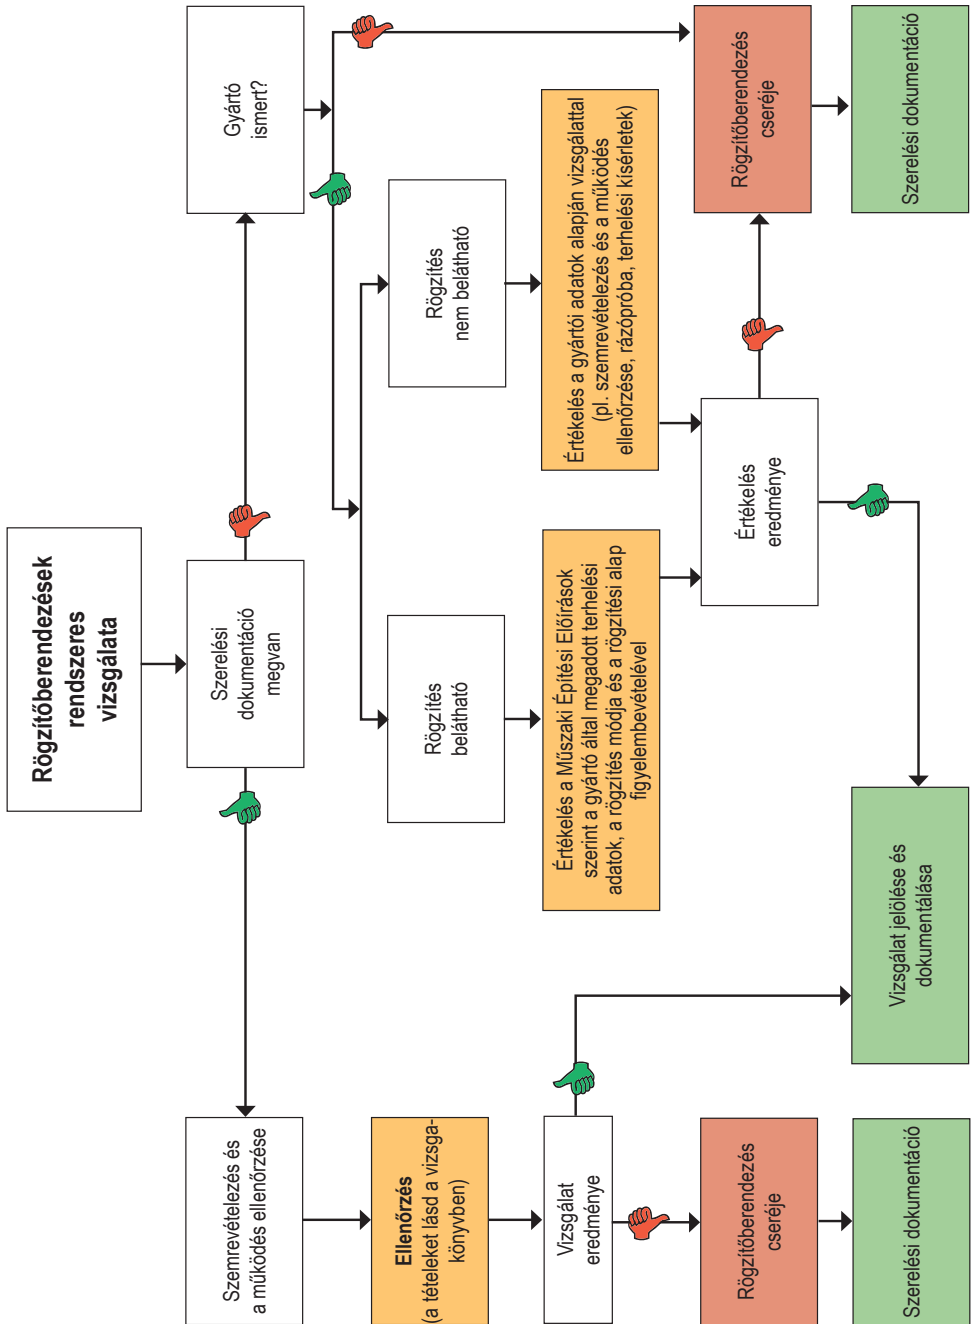 Rögzítőberendezések
rendszeres
vizsgálata
Szerelési
dokumentáció
megvan
Szemrevételezés és
a működés ellenőrzése
Gyártó
ismert?
Ellenőrzés
(a tételeket lásd a vizsga-
könyvben)
Rögzítés
belátható
Rögzítés
nem belátható
Vizsgálat
eredménye
Értékelés a Műszaki Építési Előírások
szerint a gyártó által megadott terhelési
adatok, a rögzítés módja és a rögzítési alap
figyelembevételével
Értékelés a gyártói adatok alapján vizsgálattal
(pl. szemrevételezés és a működés
ellenőrzése, rázópróba, terhelési kísérletek)
Rögzítőberendezés
cseréje
Értékelés
eredménye
Rögzítőberendezés
cseréje
Szerelési dokumentáció
Vizsgálat jelölése és
dokumentálása
Szerelési dokumentáció